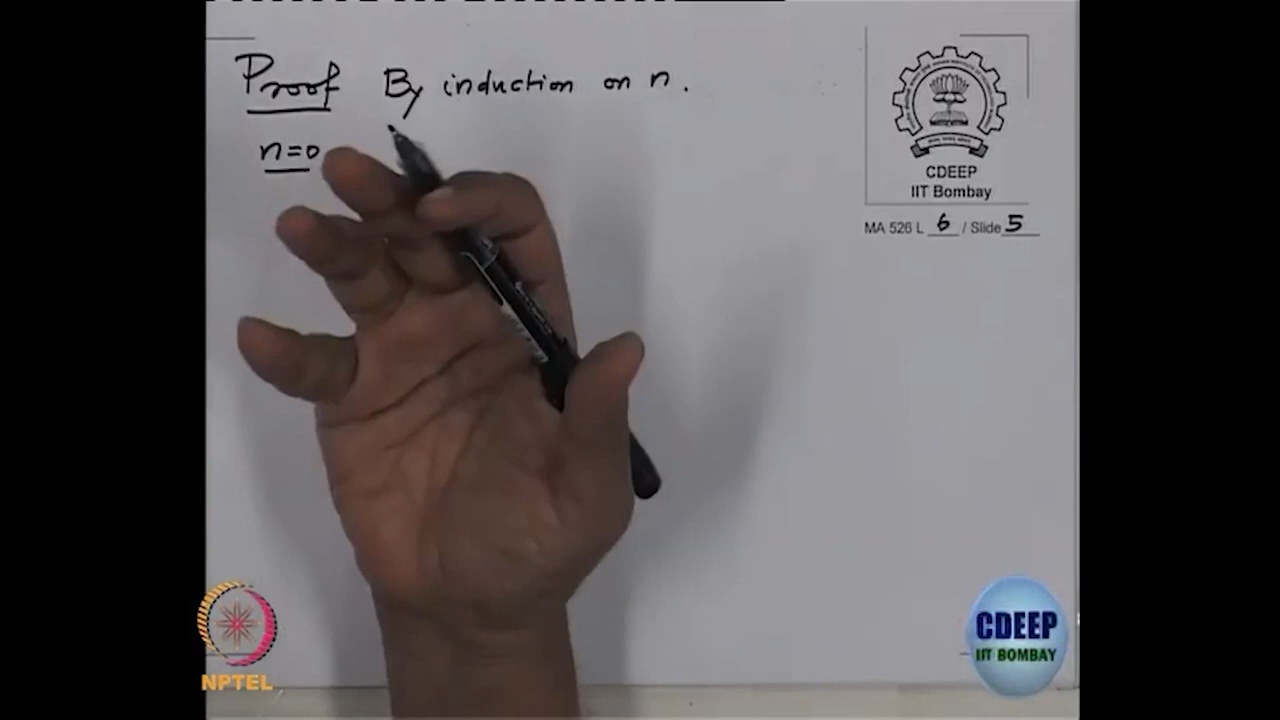 Proof By induction on n.
n=0
CDEEP
IIT Bombay
MA 526 L 6 / Slide 5
NPTEL
CDEEP
IIT BOMBAY